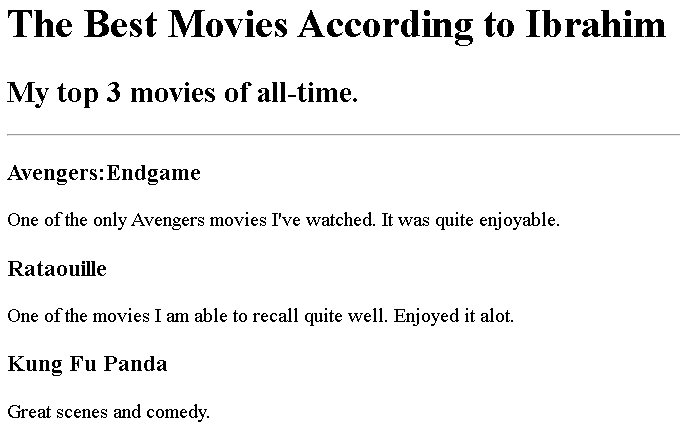 The Best Movies According to Ibrahim
My top 3 movies of all-time.
Avengers:Endgame
One of the only Avengers movies I've watched. It was quite enjoyable.
Rataouille
One of the movies I am able to recall quite well. Enjoyed it alot.
Kung Fu Panda
Great scenes and comedy.